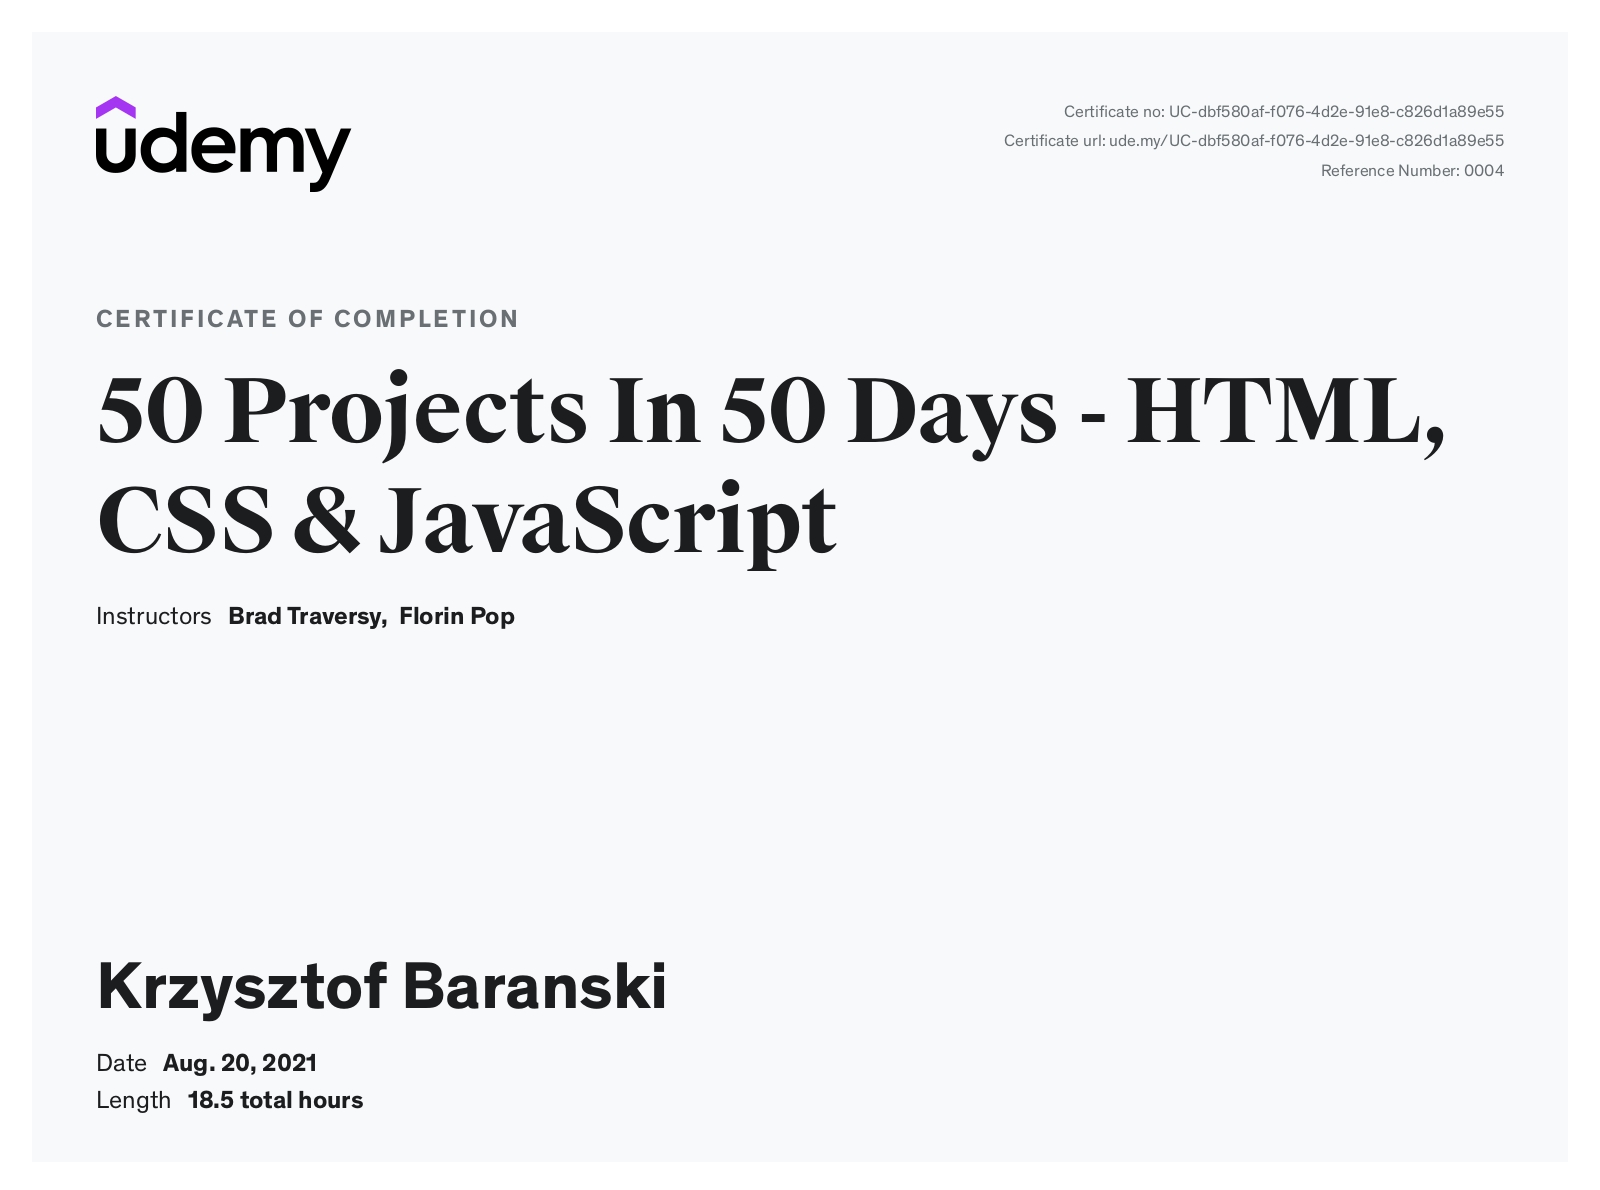 udemy
Certificate no: UC-dbf580af-f076-4d2e-91e8-c826d1a89e55
Certificate url: ude.my/UC-dbf580af-f076-4d2e-91e8-c826d1a89e55
Reference Number: 0004
CERTIFICATE OF COMPLETION
50 Projects In 50 Days - HTML,
CSS & JavaScript
Instructors Brad Traversy, Florin Pop
Krzysztof Baranski
Date Aug. 20, 2021
Length 18.5 total hours